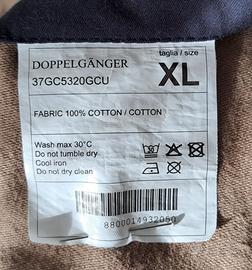 taglia / size
DOPPELGÄNGER XL
37GC5320GCU
FABRIC 100% COTTON / COTTON
Wash max 30°C
Do not tumble dry
Cool iron
Do not dry clean
8800014932050